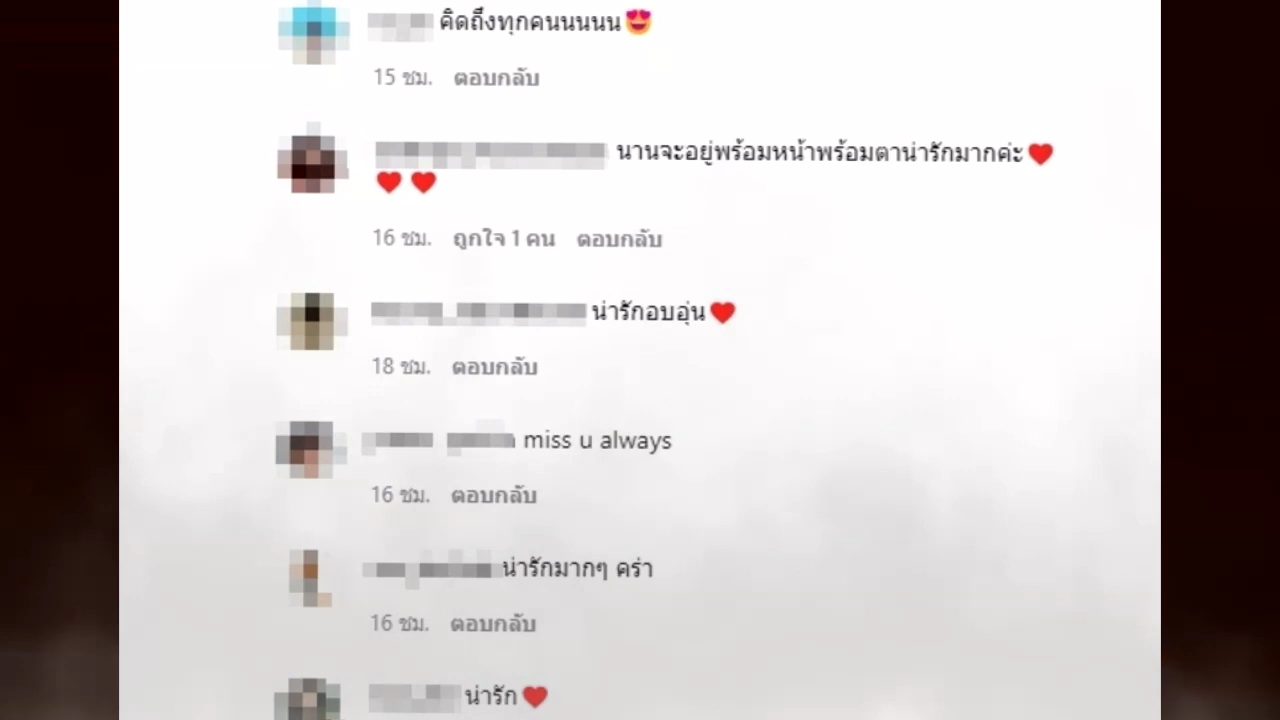 คิดถึงทุกคนนนนน😍
15 ชม. ตอบกลับ
นานจะอยู่พร้อมหน้าพร้อมตาน่ารักมากค่ะ❤️
❤️ ❤️
16 ชม. ถูกใจ 1 คน ตอบกลับ
น่ารักอบอุ่น❤️
18 ชม. ตอบกลับ
miss u always
16 ชม. ตอบกลับ
น่ารักมากๆ คร่า
16 ชม. ตอบกลับ
น่ารัก❤️